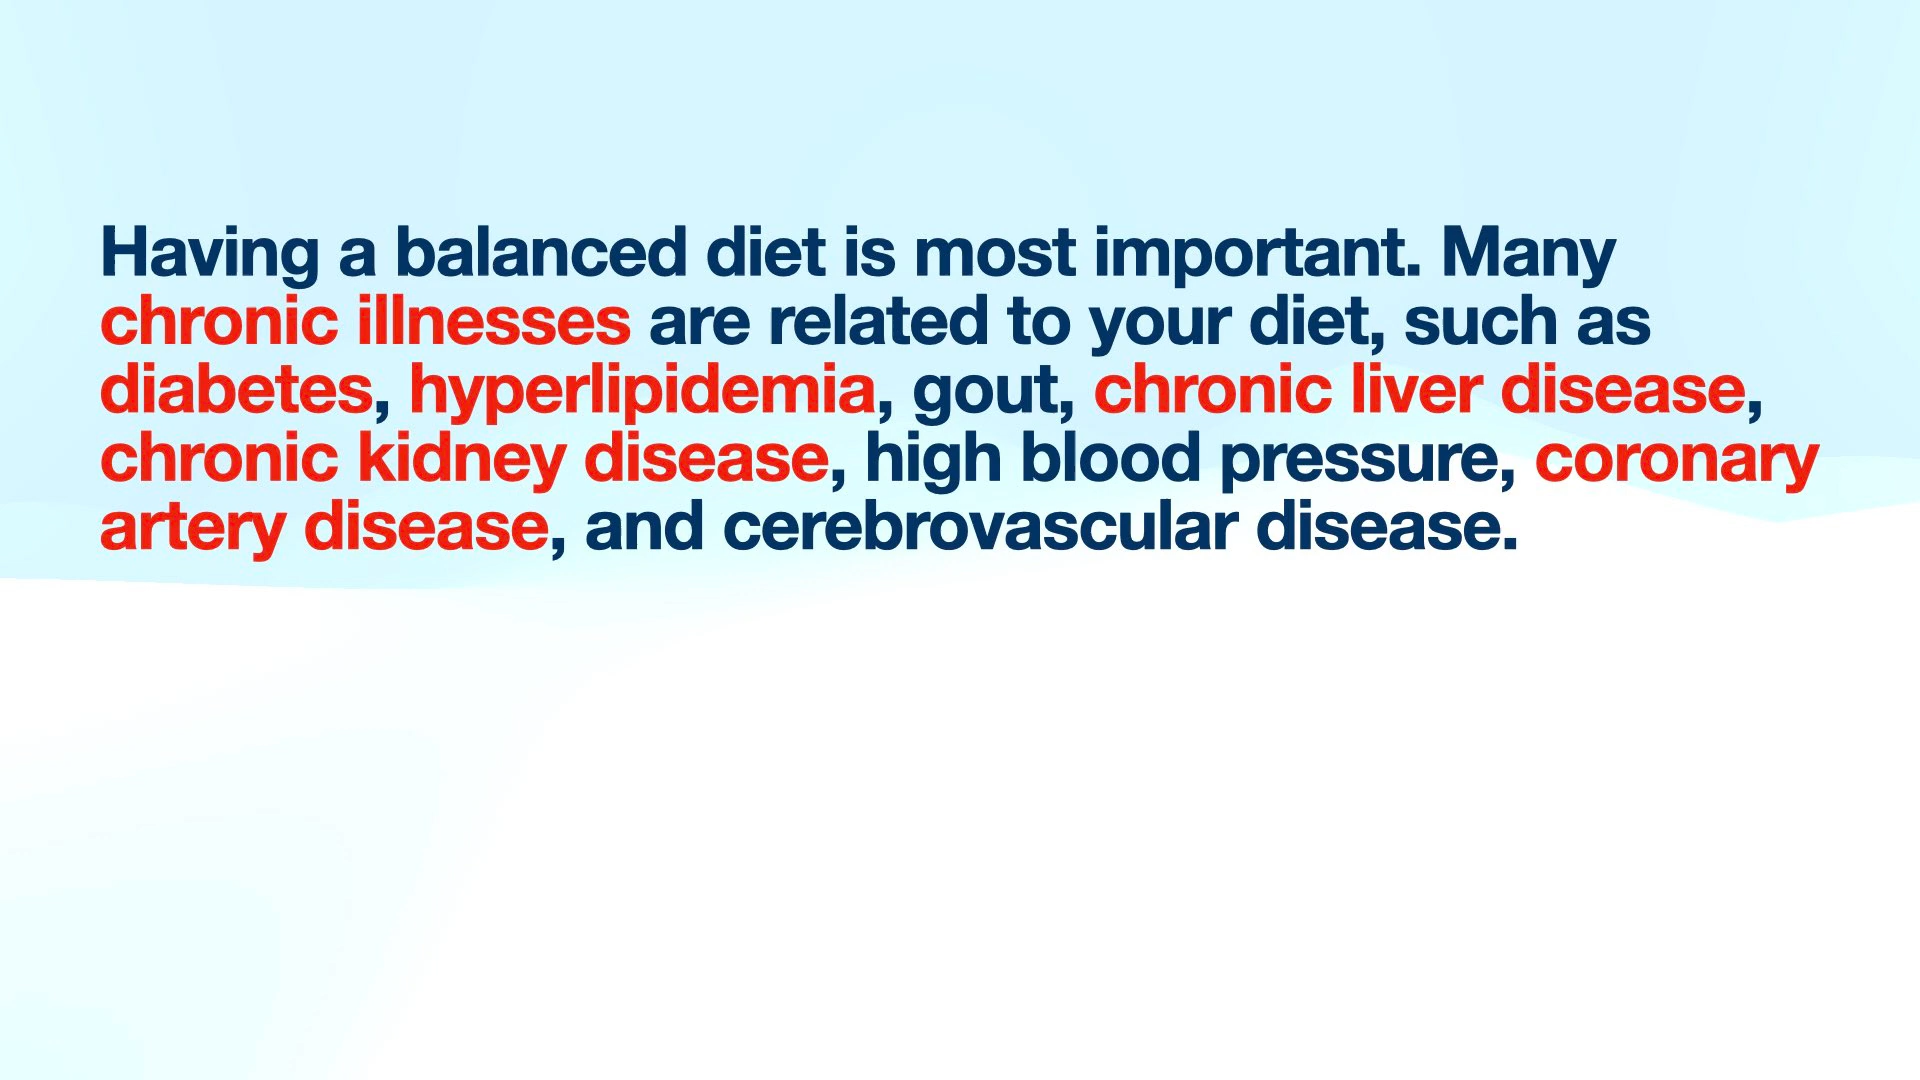 Having a balanced diet is most important. Many
chronic illnesses are related to your diet, such as
diabetes, hyperlipidemia, gout, chronic liver disease,
chronic kidney disease, high blood pressure, coronary
artery disease, and cerebrovascular disease.